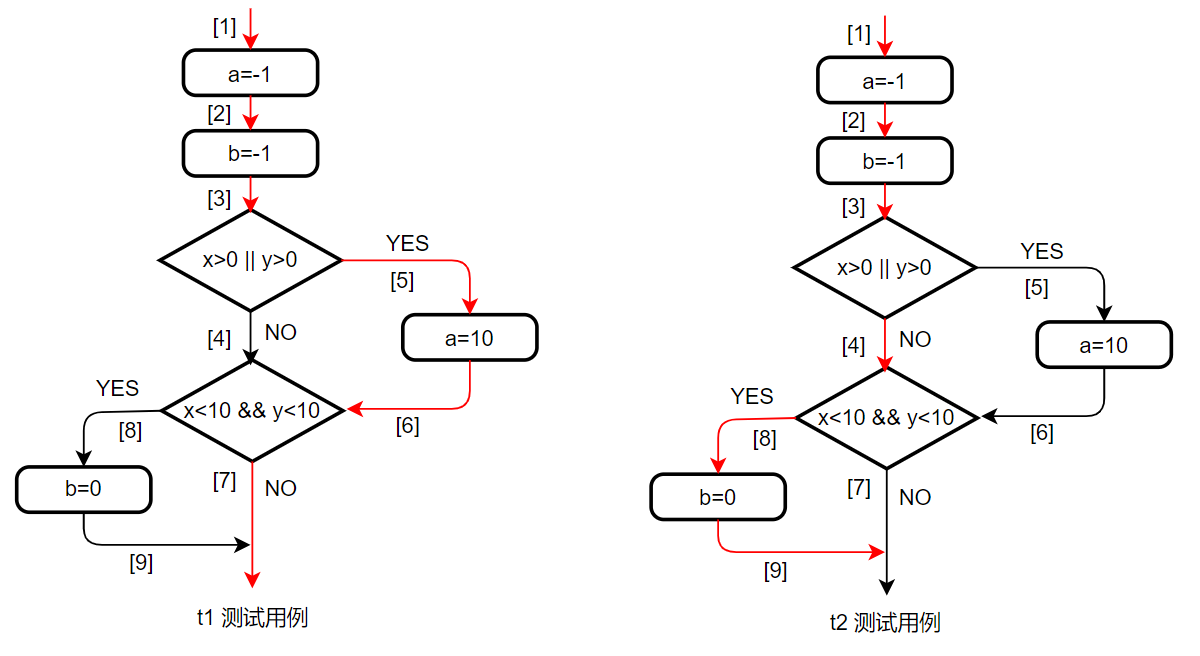 [1]
a=-1
[2]
b=-1
[3]
x>0 || y>0
YES
[5]
a=10
[4]
NO
x<10 && y<10
[6]
YES
[8]
b=0
[7]
NO
[9]
t1 测试用例
[1]
a=-1
[2]
b=-1
[3]
x>0 || y>0
YES
[5]
a=10
[4]
NO
x<10 && y<10
[6]
YES
[8]
b=0
[7]
NO
[9]
t2 测试用例